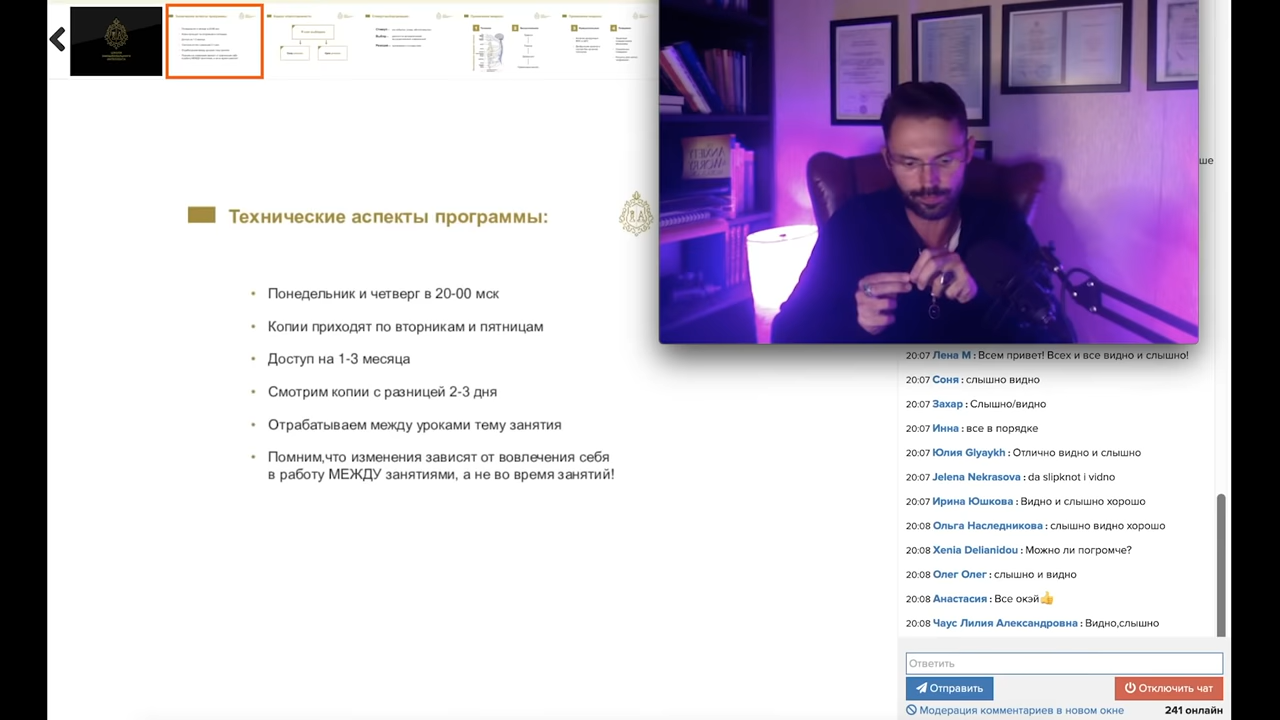 Технические аспекты программы:
• Понедельник и четверг в 20-00 мск
• Копии приходят по вторникам и пятницам
• Доступ на 1-3 месяца
• Смотрим копии с разницей 2-3 дня
• Отрабатываем между уроками тему занятия
• Помним,что изменения зависят от вовлечения себя
в работу МЕЖДУ занятиями, а не во время занятий!
ше
20:07 Лена М : Всем привет! Всех и все видно и слышно!
20:07 Соня : слышно видно
20:07 Захар : Слышно/видно
20:07 Инна : все в порядке
20:07 Юлия Glyaykh : Отлично видно и слышно
20:07 Jelena Nekrasova : da slipknot i vidno
20:07 Ирина Юшкова : Видно и слышно хорошо
20:08 Ольга Наследникова : слышно видно хорошо
20:08 Xenia Delianidou : Можно ли погромче?
20:08 Олег Олег : слышно и видно
20:08 Анастасия : Все окэй👍
20:08 Чаус Лилия Александровна : Видно,слышно
Ответить
Отправить
Отключить чат
Модерация комментариев в новом окне
241 онлайн